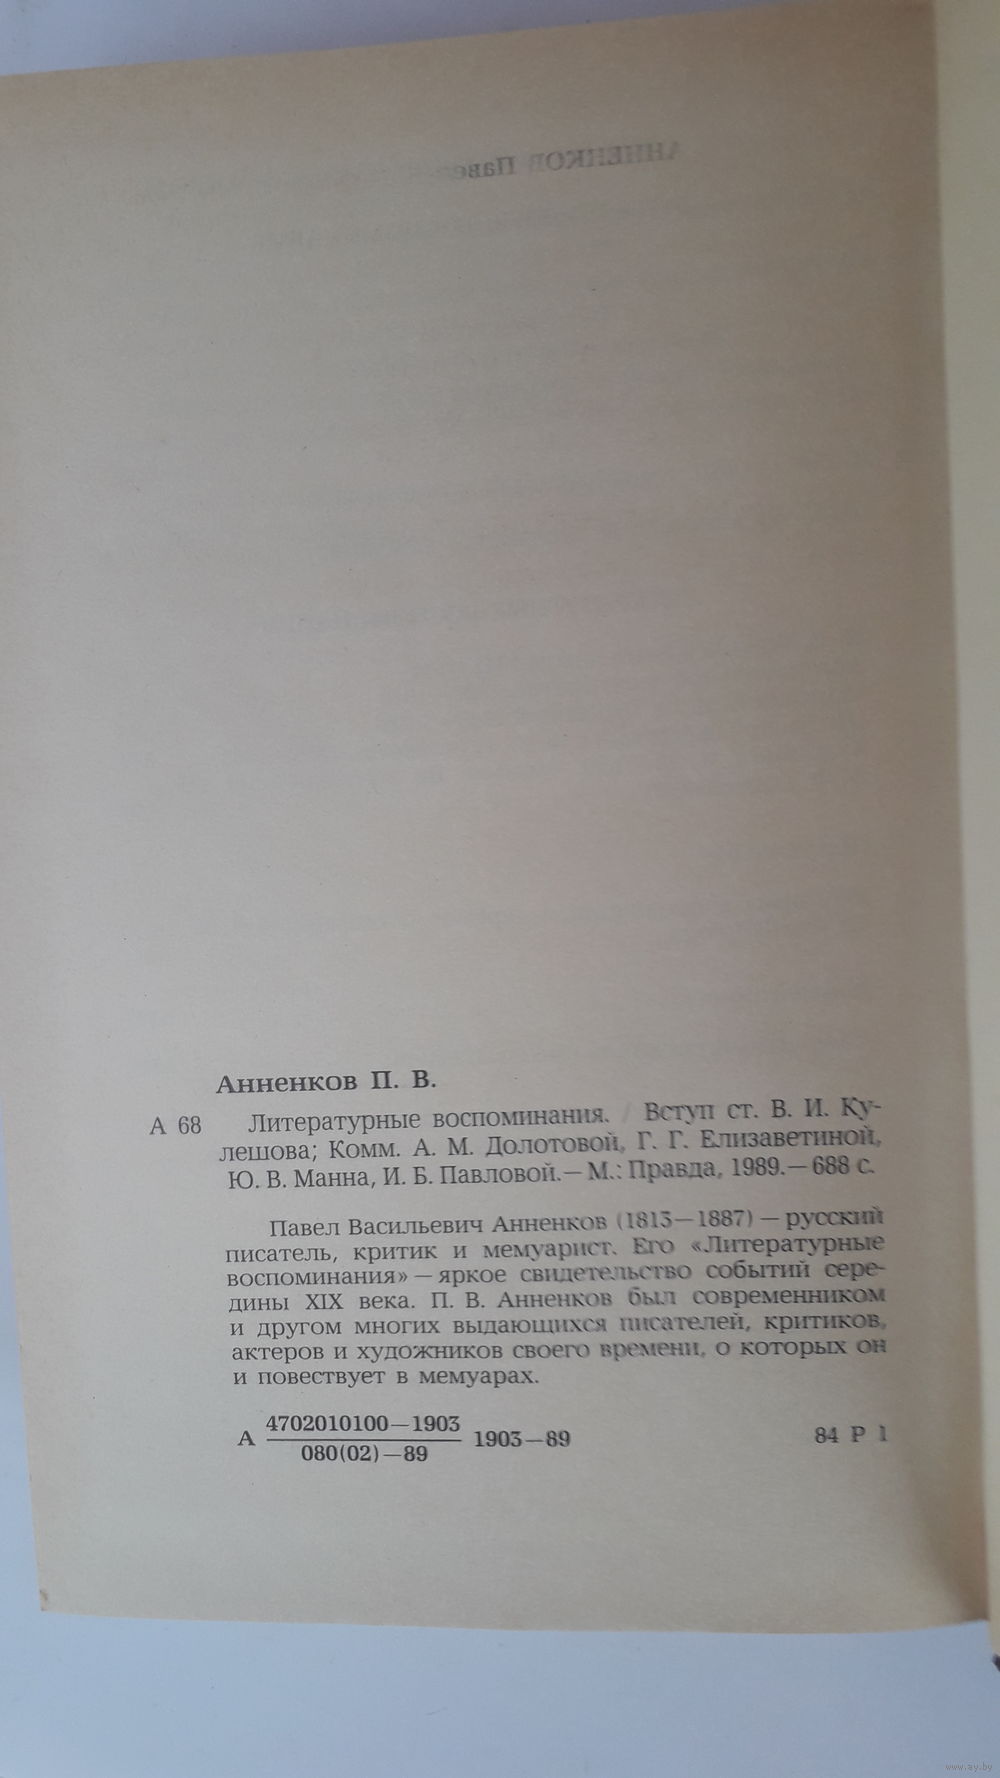 Анненков П. В.
А 68 Литературные воспоминания. / Вступ ст. В. И. Ку-
лешова; Комм. А. М. Долотовой, Г. Г. Елизаветиной,
Ю. В. Манна, И. Б. Павловой.— М.: Правда, 1989.— 688 с.
Павел Васильевич Анненков (1813—1887) — русский
писатель, критик и мемуарист. Его «Литературные
воспоминания» — яркое свидетельство событий сере-
дины XIX века. П. В. Анненков был современником
и другом многих выдающихся писателей, критиков,
актеров и художников своего времени, о которых он
и повествует в мемуарах.
А 4702010100—1903
080(02)—89
1903—89
84 Р 1
www.ay.by